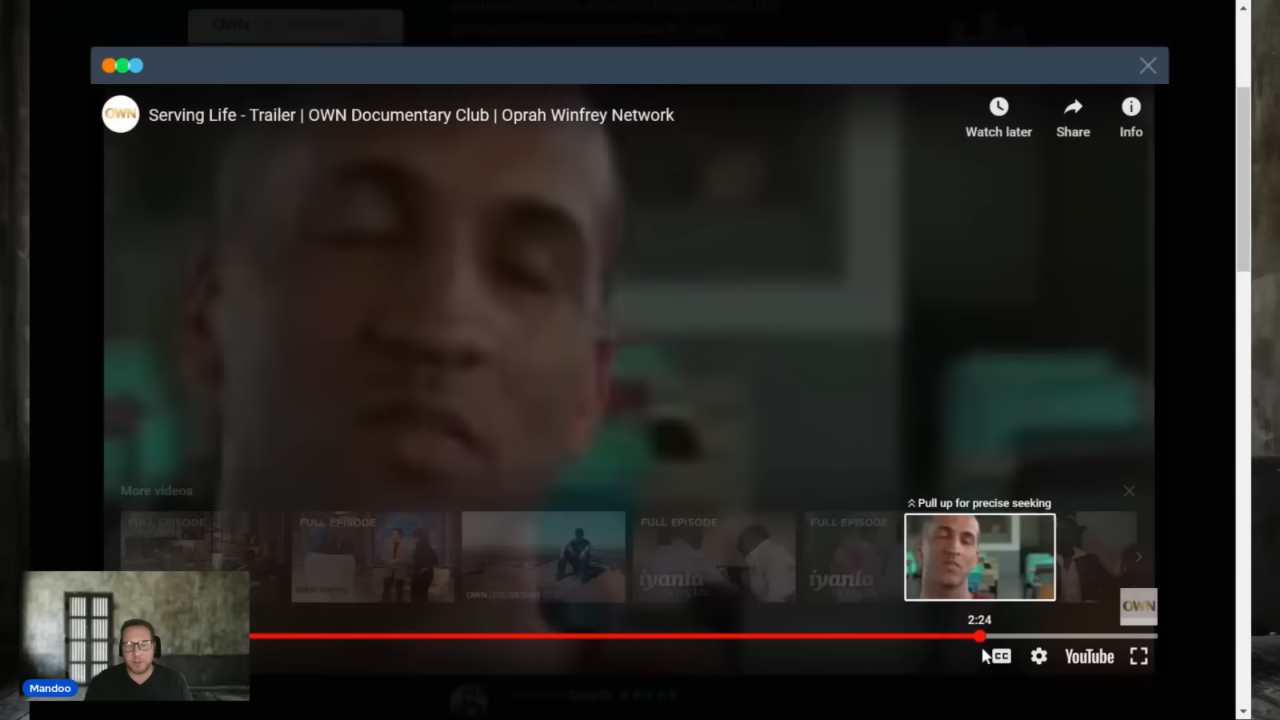 OWN
Serving Life - Trailer | OWN Documentary Club | Oprah Winfrey Network
Watch later
Share
Info
More videos
Pull up for precise seeking
FULL EPISODE
FULL EPISODE
FULL EPISODE
FULL EPISODE
iyanla
iyanla
OWN
2:24
CC
YouTube
Mandoo